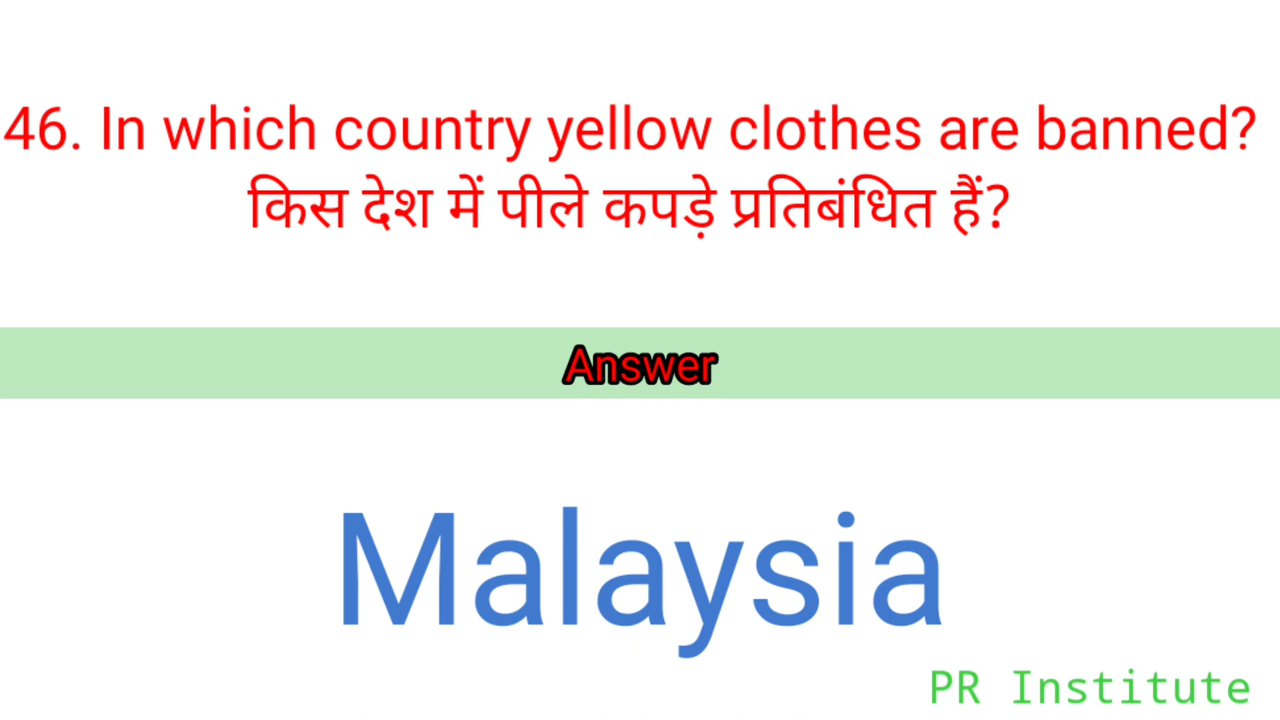 46. In which country yellow clothes are banned?
किस देश में पीले कपड़े प्रतिबंधित हैं?
Answer
Malaysia
PR Institute